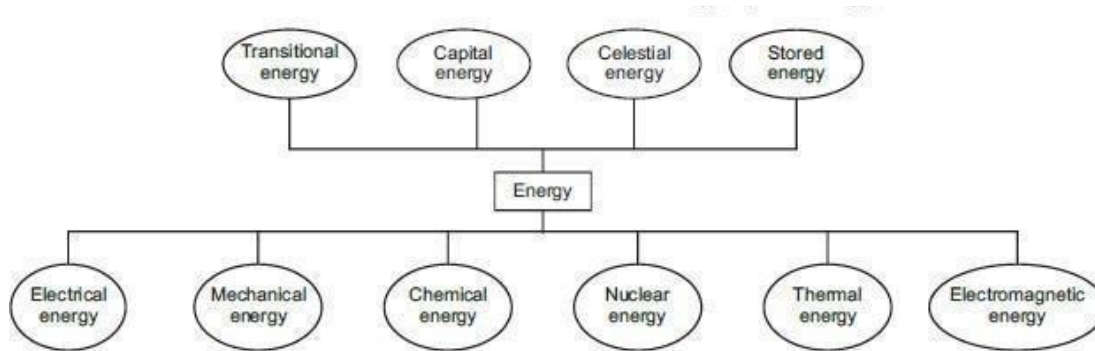 Transitional
energy
Capital
energy
Celestial
energy
Stored
energy
Energy
Electrical
energy
Mechanical
energy
Chemical
energy
Nuclear
energy
Thermal
energy
Electromagnetic
energy